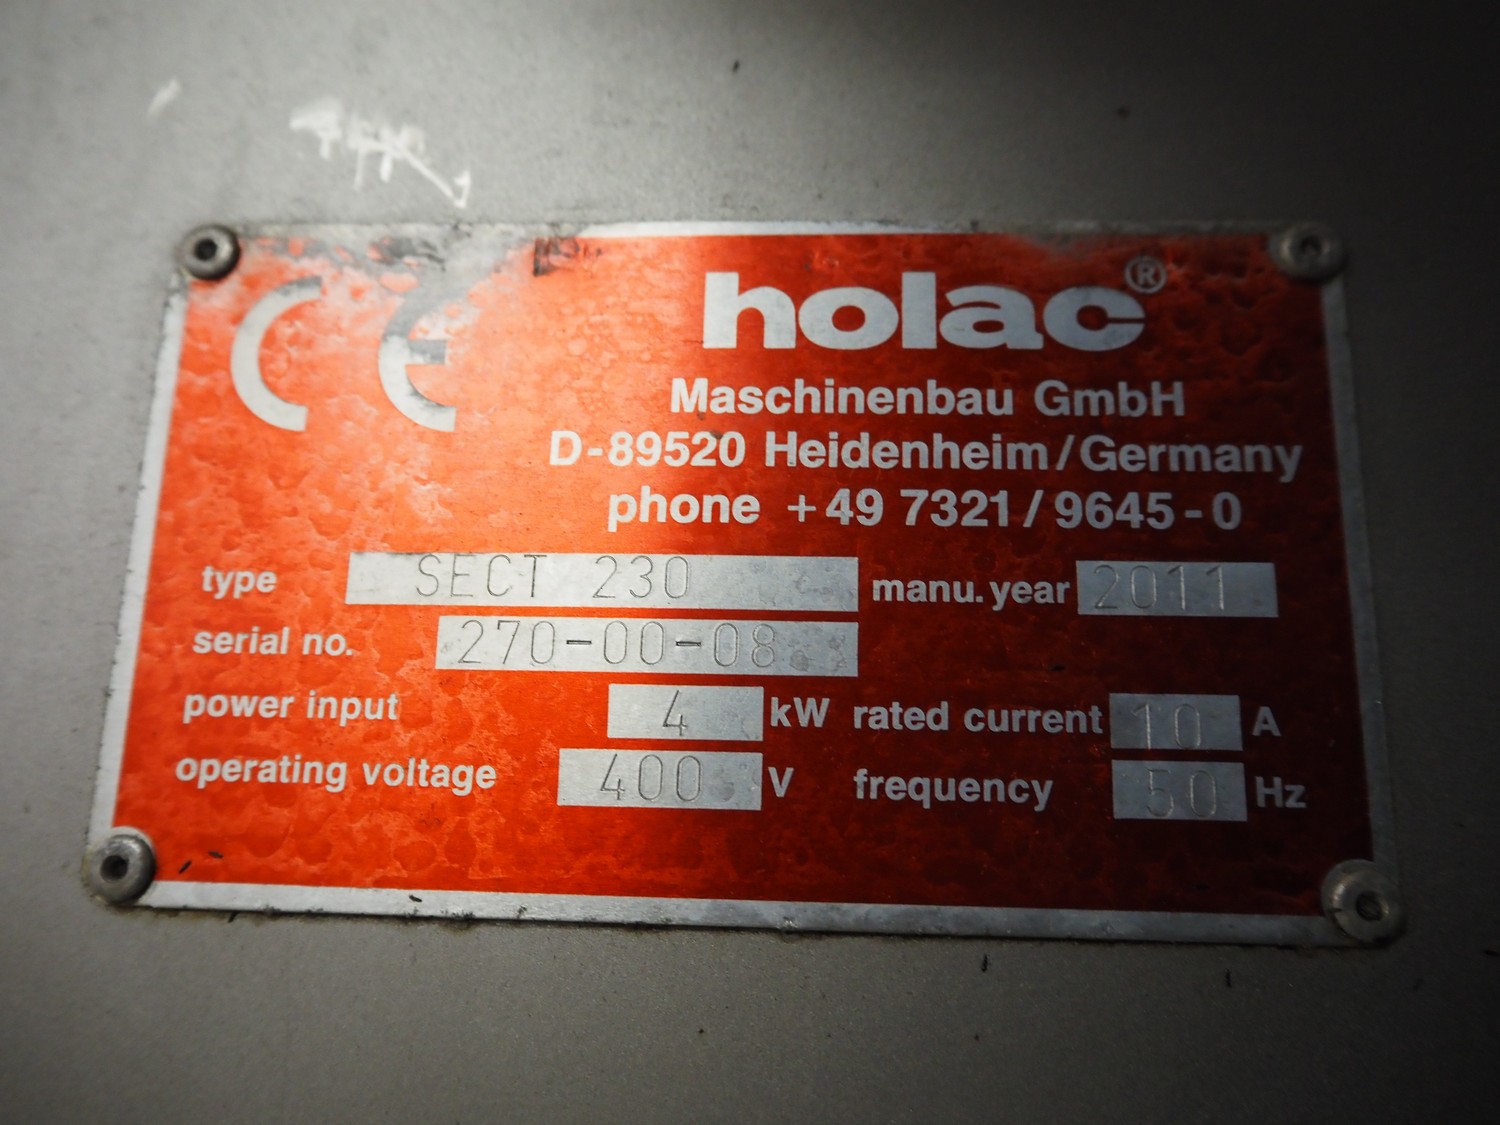 CE
holac®
Maschinenbau GmbH
D-89520 Heidenheim/Germany
phone +49 7321/9645-0
type SECT 230 manu. year 2011
serial no. 270-00-08
power input 4 kW rated current 10 A
operating voltage 400 V frequency 50 Hz